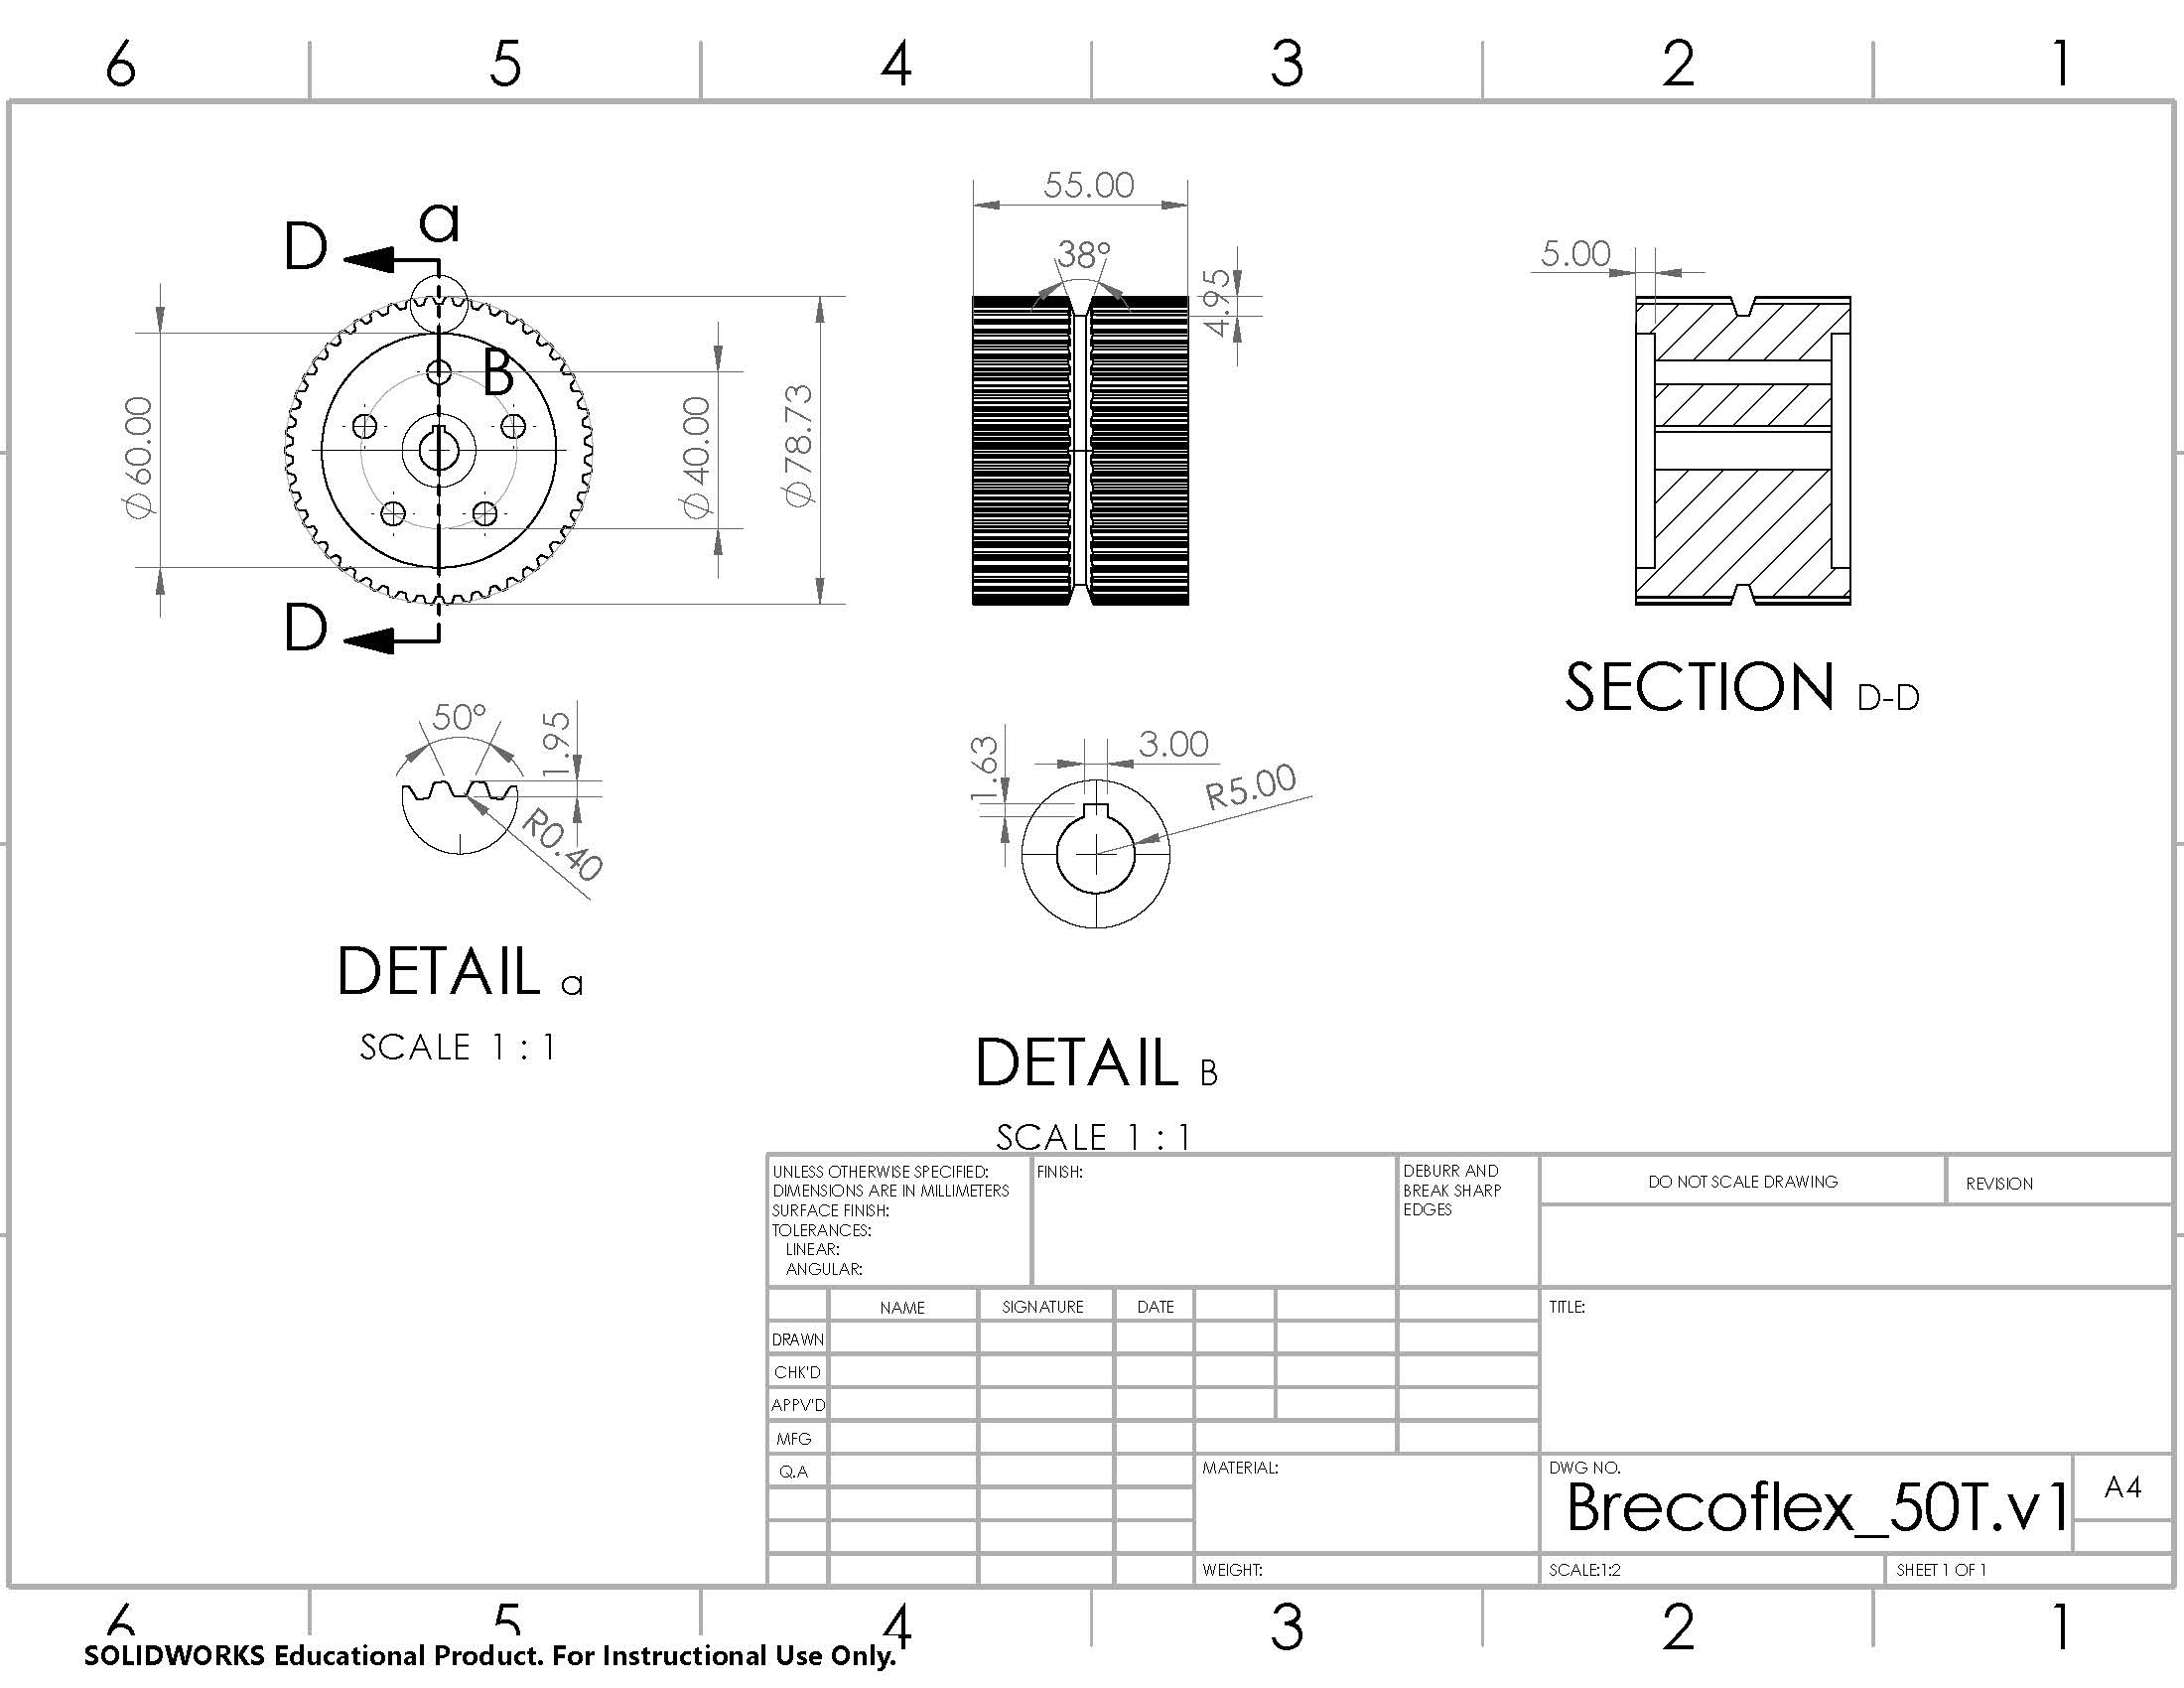 6 5 4 3 2 1
D a
B
D
⌀60.00
⌀40.00
⌀78.73
55.00
38°
4.95
5.00
SECTION D-D
50°
1.95
R0.40
DETAIL a
SCALE 1 : 1
1.63
3.00
R5.00
DETAIL B
SCALE 1 : 1
UNLESS OTHERWISE SPECIFIED:
DIMENSIONS ARE IN MILLIMETERS
SURFACE FINISH:
TOLERANCES:
LINEAR:
ANGULAR:
FINISH:
DEBURR AND
BREAK SHARP
EDGES
DO NOT SCALE DRAWING
REVISION
NAME SIGNATURE DATE
DRAWN
CHK'D
APPV'D
MFG
Q.A
TITLE:
MATERIAL:
DWG NO.
Brecoflex_50T.v1
A4
WEIGHT:
SCALE:1:2
SHEET 1 OF 1
6 5 4 3 2 1
SOLIDWORKS Educational Product. For Instructional Use Only.